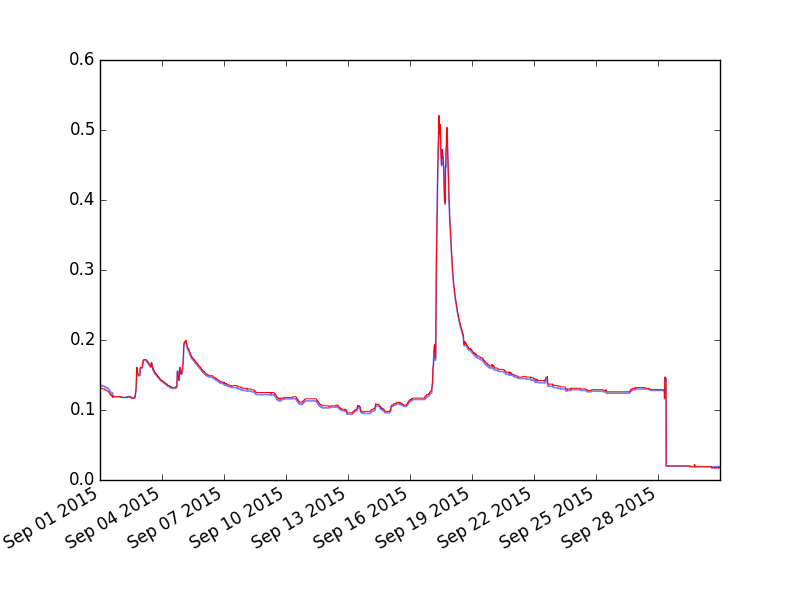 0.6
0.5
0.4
0.3
0.2
0.1
0.0
Sep 01 2015
Sep 04 2015
Sep 07 2015
Sep 10 2015
Sep 13 2015
Sep 16 2015
Sep 19 2015
Sep 22 2015
Sep 25 2015
Sep 28 2015